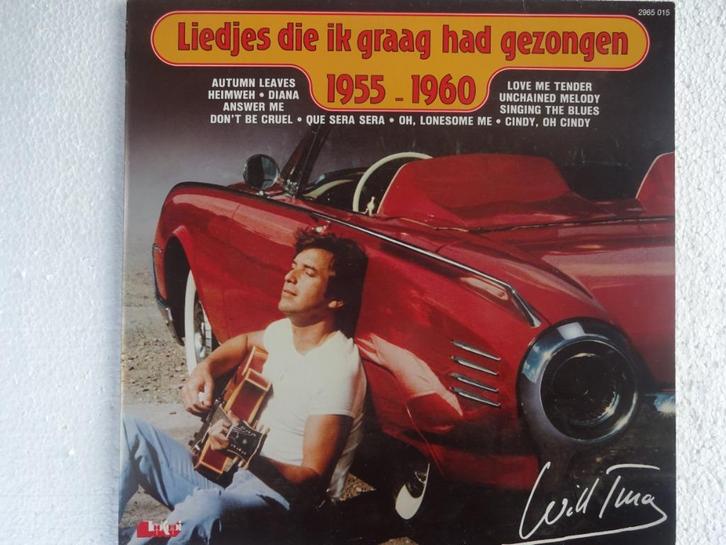 2965 015
Liedjes die ik graag had gezongen
1955 - 1960
AUTUMN LEAVES
HEIMWEH • DIANA
ANSWER ME
LOVE ME TENDER
UNCHAINED MELODY
SINGING THE BLUES
DON'T BE CRUEL • QUE SERA SERA • OH, LONESOME ME • CINDY, OH CINDY
Will Tura